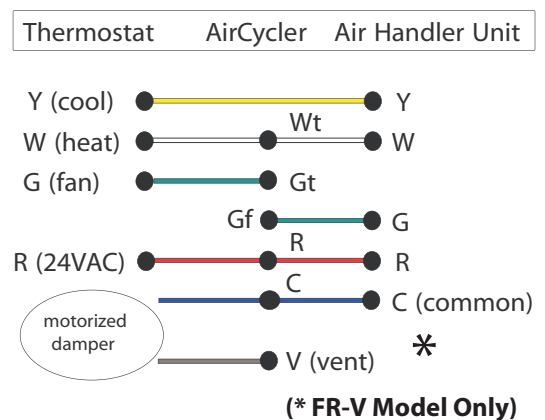 Thermostat AirCycler Air Handler Unit
Y (cool) Y
Wt
W (heat) W
G (fan) Gt
Gf G
R
R (24VAC) R
C
C (common)
motorized
damper
*
V (vent)
(* FR-V Model Only)